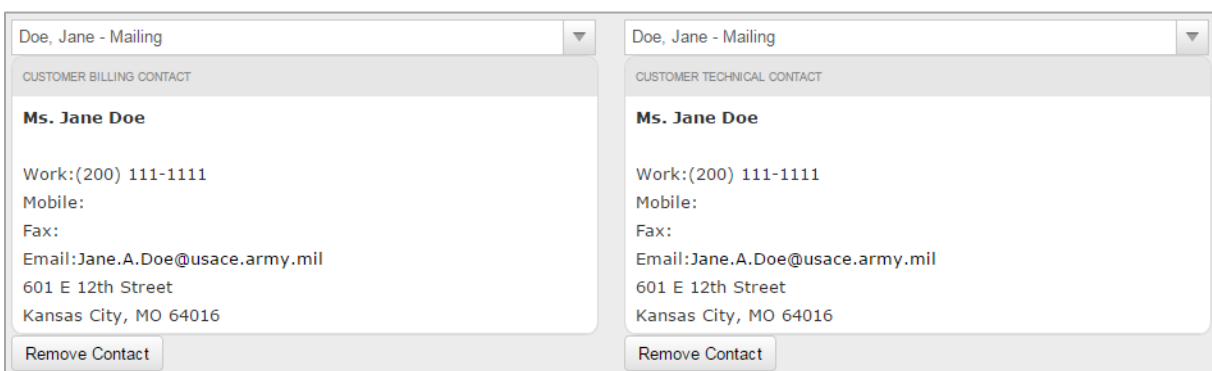 Doe, Jane - Mailing
CUSTOMER BILLING CONTACT
Ms. Jane Doe
Work:(200) 111-1111
Mobile:
Fax:
Email:Jane.A.Doe@usace.army.mil
601 E 12th Street
Kansas City, MO 64016
Remove Contact
Doe, Jane - Mailing
CUSTOMER TECHNICAL CONTACT
Ms. Jane Doe
Work:(200) 111-1111
Mobile:
Fax:
Email:Jane.A.Doe@usace.army.mil
601 E 12th Street
Kansas City, MO 64016
Remove Contact